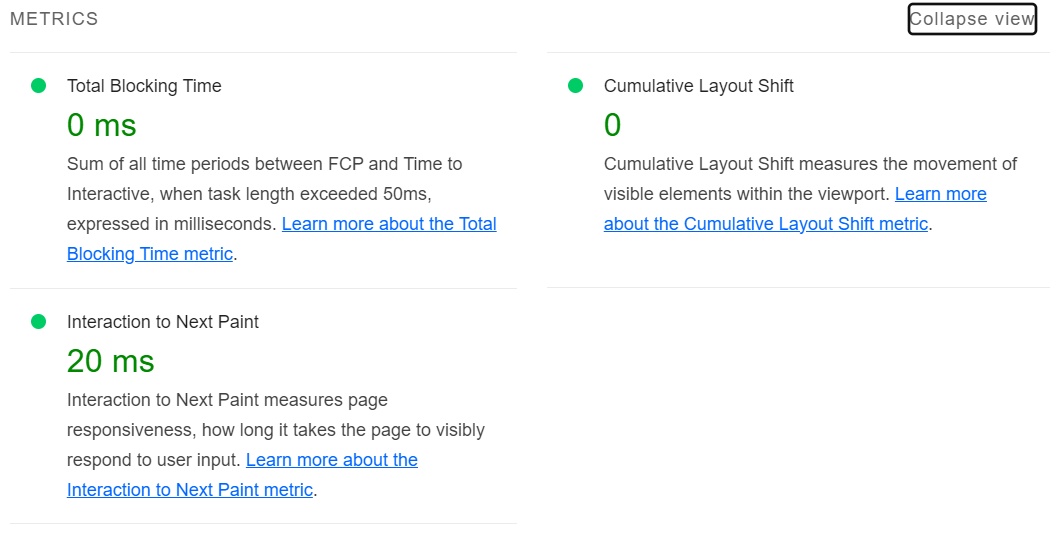 METRICS
Collapse view
Total Blocking Time
0 ms
Sum of all time periods between FCP and Time to
Interactive, when task length exceeded 50ms,
expressed in milliseconds. Learn more about the Total
Blocking Time metric.
Cumulative Layout Shift
0
Cumulative Layout Shift measures the movement of
visible elements within the viewport. Learn more
about the Cumulative Layout Shift metric.
Interaction to Next Paint
20 ms
Interaction to Next Paint measures page
responsiveness, how long it takes the page to visibly
respond to user input. Learn more about the
Interaction to Next Paint metric.